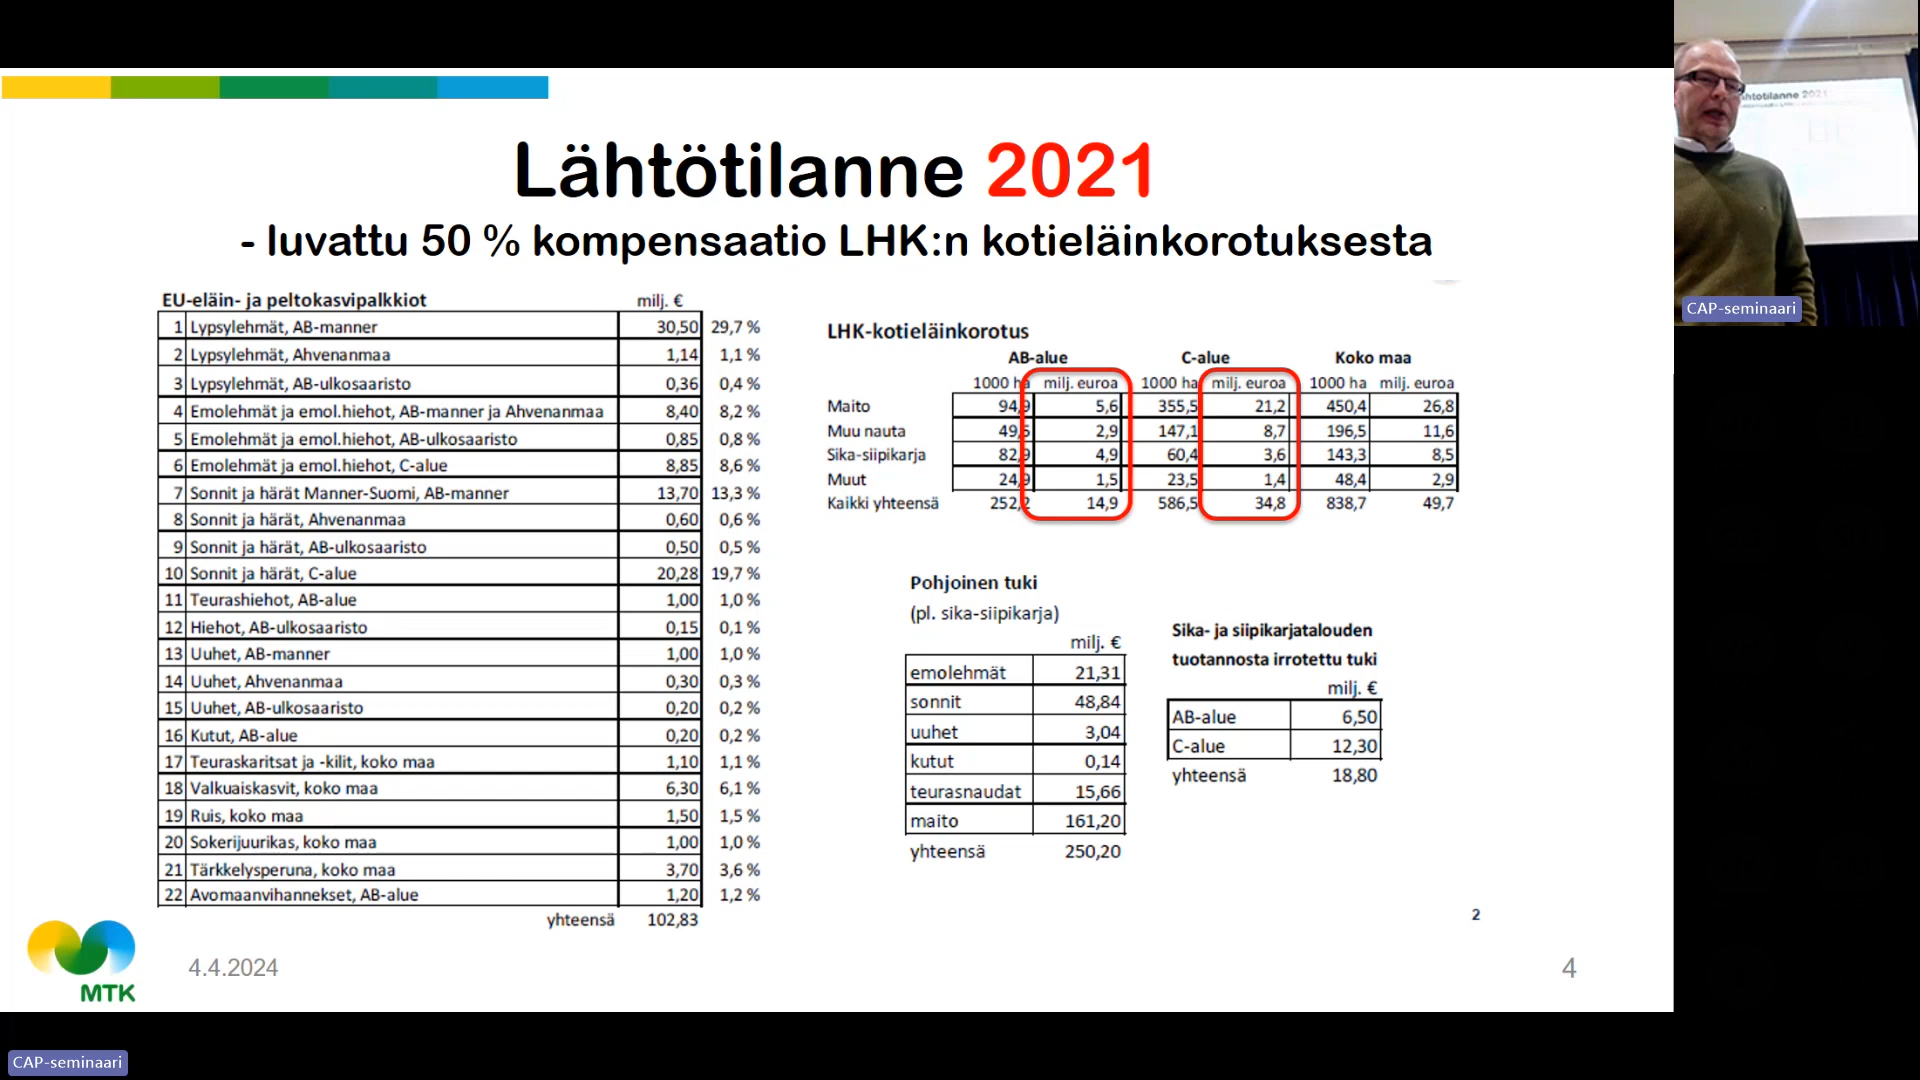 Lähtötilanne 2021
- luvattu 50 % kompensaatio LHK:n kotieläinkorotuksesta
EU-eläin- ja peltokasvipalkkiot milj. €
1 Lypsylehmät, AB-manner 30,50 29,7 %
2 Lypsylehmät, Ahvenanmaa 1,14 1,1 %
3 Lypsylehmät, AB-ulkosaaristo 0,36 0,4 %
4 Emolehmät ja emol.hiehot, AB-manner ja Ahvenanmaa 8,40 8,2 %
5 Emolehmät ja emol.hiehot, AB-ulkosaaristo 0,85 0,8 %
6 Emolehmät ja emol.hiehot, C-alue 8,85 8,6 %
7 Sonnit ja härät Manner-Suomi, AB-manner 13,70 13,3 %
8 Sonnit ja härät, Ahvenanmaa 0,60 0,6 %
9 Sonnit ja härät, AB-ulkosaaristo 0,50 0,5 %
10 Sonnit ja härät, C-alue 20,28 19,7 %
11 Teurashiehot, AB-alue 1,00 1,0 %
12 Hiehot, AB-ulkosaaristo 0,15 0,1 %
13 Uuhet, AB-manner 1,00 1,0 %
14 Uuhet, Ahvenanmaa 0,30 0,3 %
15 Uuhet, AB-ulkosaaristo 0,20 0,2 %
16 Kutut, AB-alue 0,20 0,2 %
17 Teuraskaritsat ja -kilit, koko maa 1,10 1,1 %
18 Valkuaiskasvit, koko maa 6,30 6,1 %
19 Ruis, koko maa 1,50 1,5 %
20 Sokerijuurikas, koko maa 1,00 1,0 %
21 Tärkkelysperuna, koko maa 3,70 3,6 %
22 Avomaanvihannekset, AB-alue 1,20 1,2 %
yhteensä 102,83
LHK-kotieläinkorotus
AB-alue C-alue Koko maa
1000 ha milj. euroa 1000 ha milj. euroa 1000 ha milj. euroa
Maito 94,9 5,6 355,5 21,2 450,4 26,8
Muu nauta 49,5 2,9 147,1 8,7 196,5 11,6
Sika-siipikarja 82,9 4,9 60,4 3,6 143,3 8,5
Muut 24,9 1,5 23,5 1,4 48,4 2,9
Kaikki yhteensä 252,2 14,9 586,5 34,8 838,7 49,7
Pohjoinen tuki
(pl. sika-siipikarja)
milj. €
emolehmät 21,31
sonnit 48,84
uuhet 3,04
kutut 0,14
teurasnaudat 15,66
maito 161,20
yhteensä 250,20
Sika- ja siipikarjatalouden
tuotannosta irrotettu tuki
milj. €
AB-alue 6,50
C-alue 12,30
yhteensä 18,80
2
MTK
4.4.2024
4
CAP-seminaari
CAP-seminaari